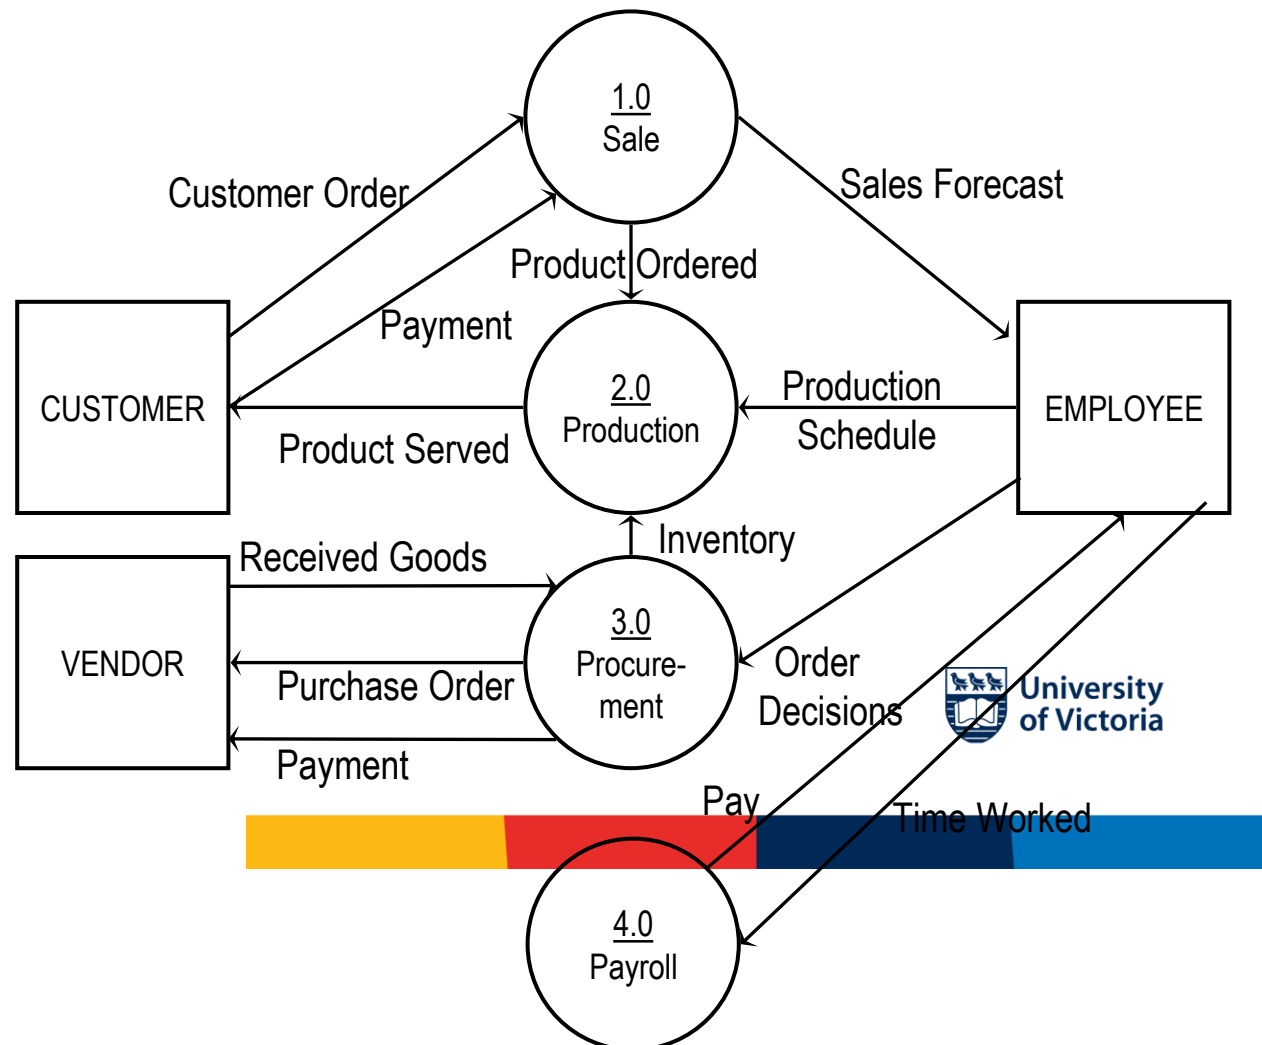 1.0
Sale
Customer Order
Sales Forecast
Product Ordered
Payment
CUSTOMER
2.0
Production
Production
Schedule
EMPLOYEE
Product Served
Received Goods
Inventory
VENDOR
3.0
Procure-
ment
Purchase Order
Order
Decisions
University
of Victoria
Payment
Pay
Time Worked
4.0
Payroll